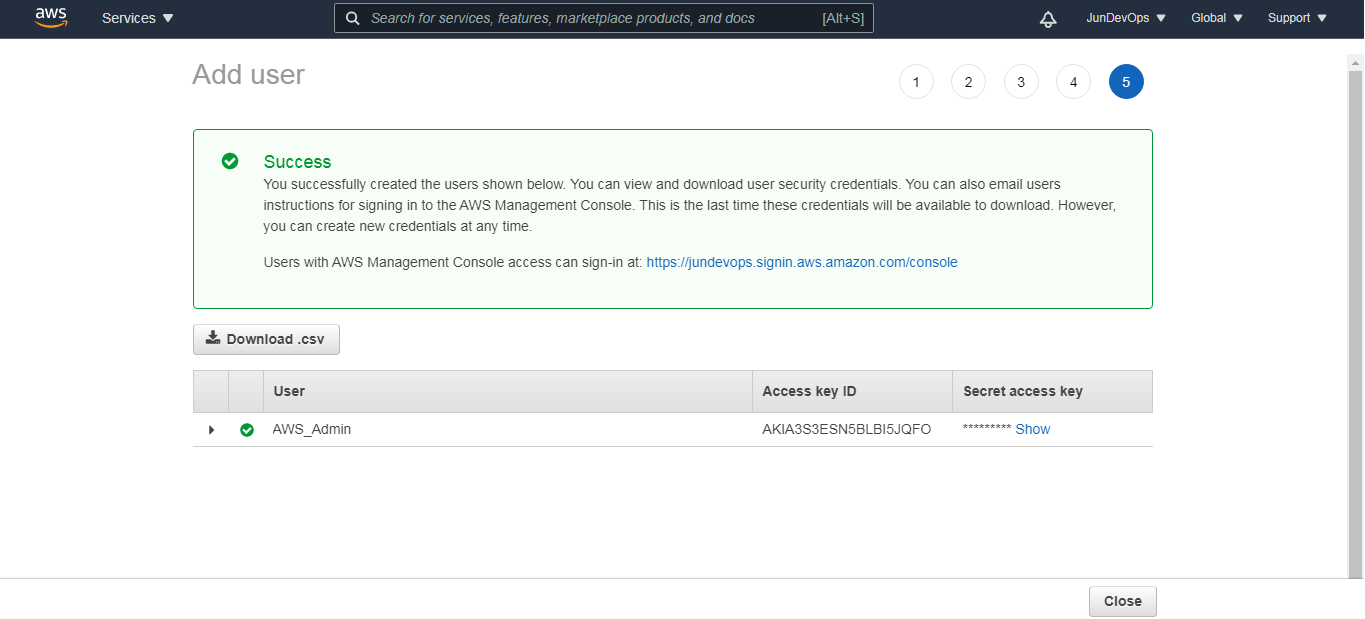 aws Services Search for services, features, marketplace products, and docs [Alt+S] JunDevOps Global Support
Add user 1 2 3 4 5
Success
You successfully created the users shown below. You can view and download user security credentials. You can also email users
instructions for signing in to the AWS Management Console. This is the last time these credentials will be available to download. However,
you can create new credentials at any time.
Users with AWS Management Console access can sign-in at: https://jundevops.signin.aws.amazon.com/console
Download .csv
User Access key ID Secret access key
AWS_Admin AKIA3S3ESN5BLBI5JQFO ********* Show
Close